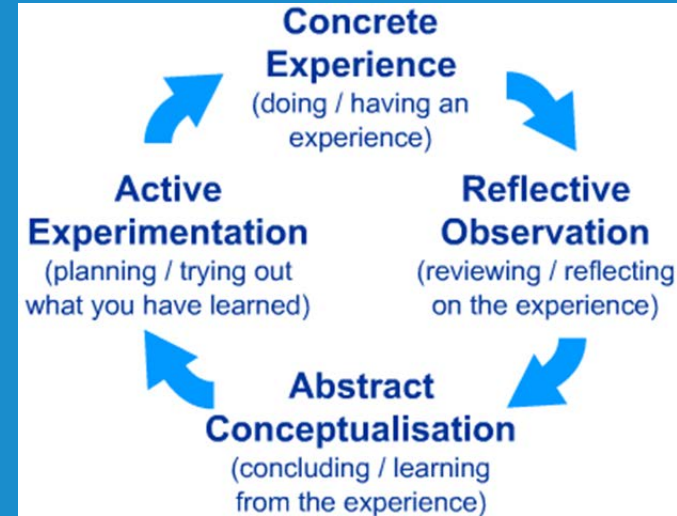 Concrete
Experience
(doing / having an
experience)
Reflective
Observation
(reviewing / reflecting
on the experience)
Abstract
Conceptualisation
(concluding / learning
from the experience)
Active
Experimentation
(planning / trying out
what you have learned)